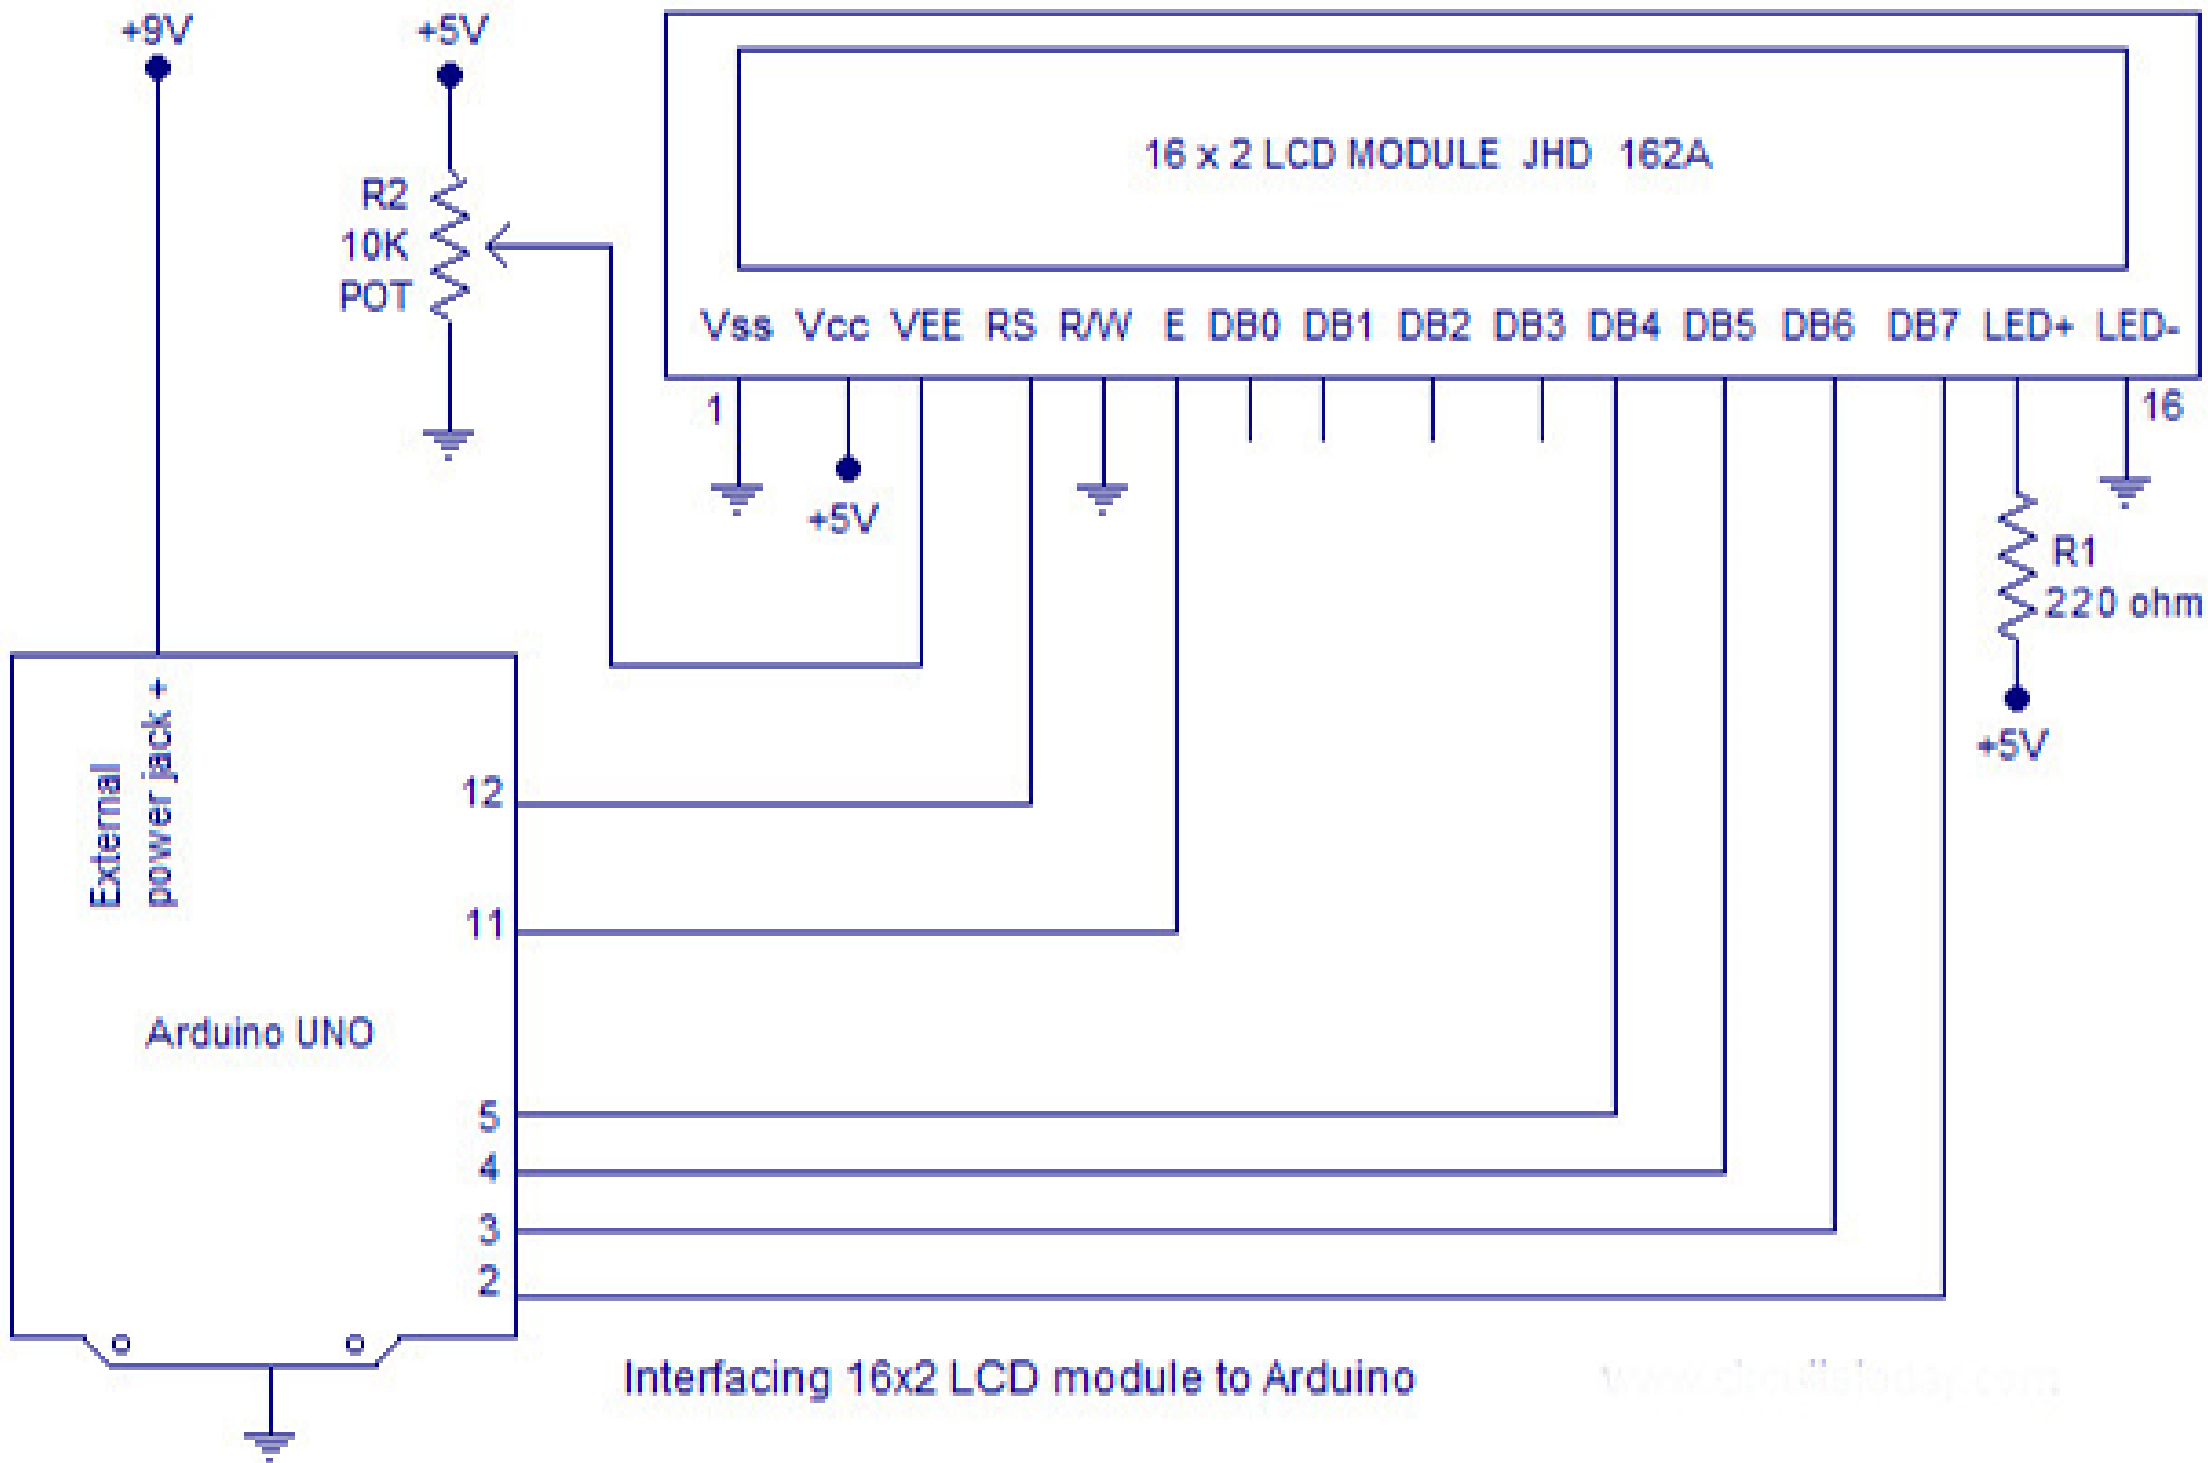 +9V
+5V
16 x 2 LCD MODULE JHD 162A
R2
10K
POT
Vss Vcc VEE RS R/W E DB0 DB1 DB2 DB3 DB4 DB5 DB6 DB7 LED+ LED-
1
16
+5V
R1
220 ohm
+5V
External
power jack +
12
11
Arduino UNO
5
4
3
2
Interfacing 16x2 LCD module to Arduino